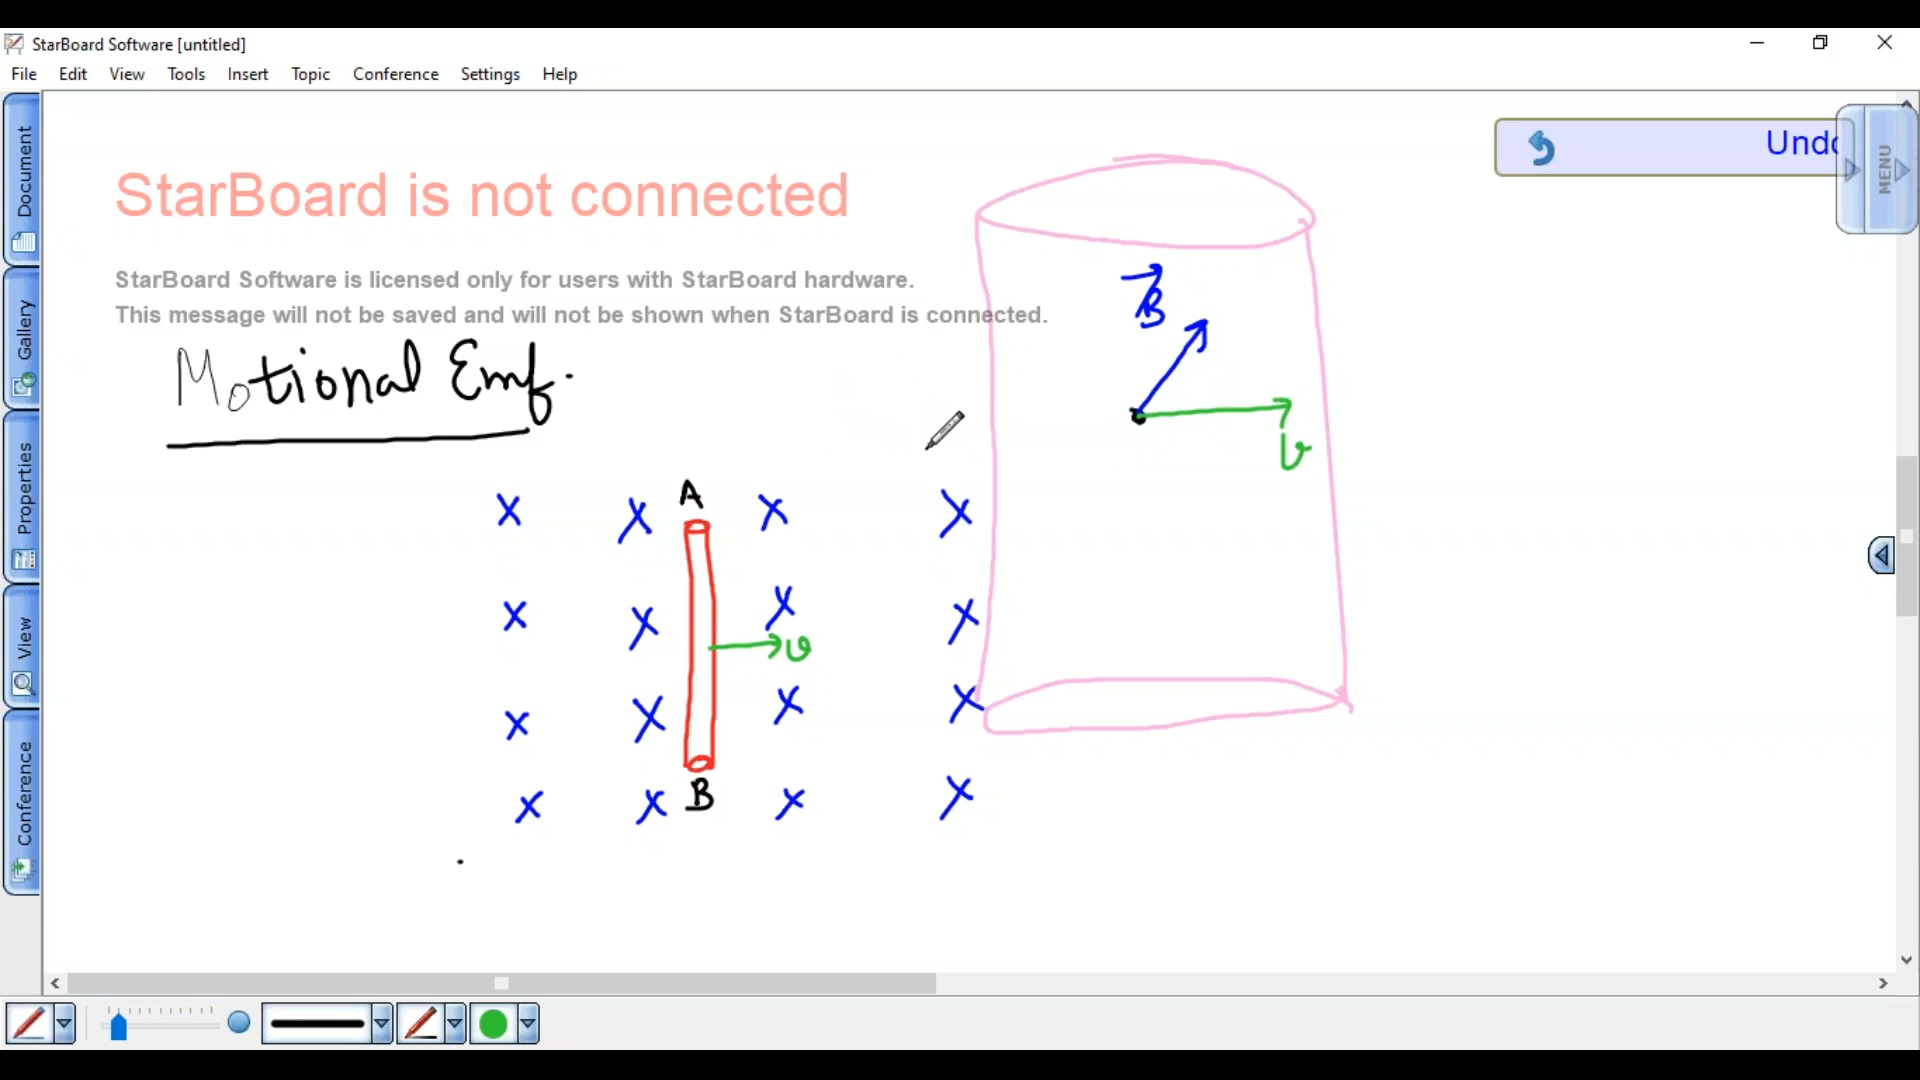 StarBoard Software [untitled]
File Edit View Tools Insert Topic Conference Settings Help
Document
Gallery
Properties
View
Conference
Undo
MENU
StarBoard is not connected
StarBoard Software is licensed only for users with StarBoard hardware.
This message will not be saved and will not be shown when StarBoard is connected.
Motional Emf.
B
v
A
x x x x
x x x x
v
x x x x
B
x x x x